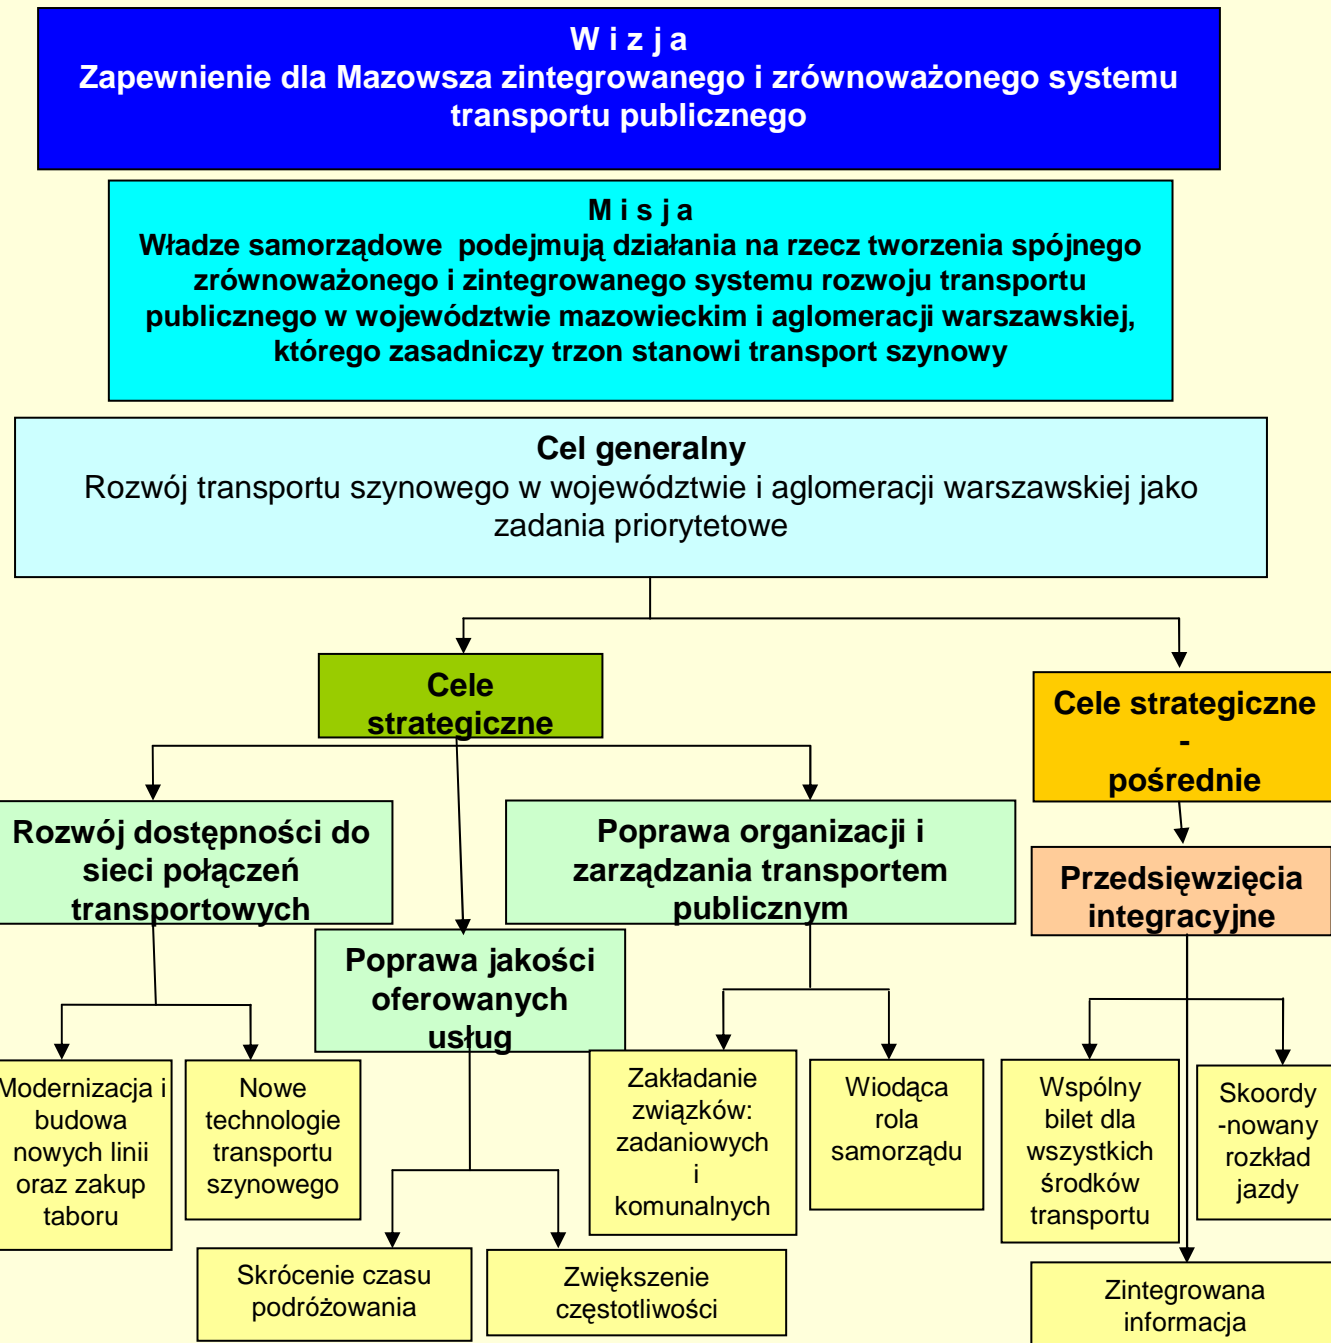 W i z j a
Zapewnienie dla Mazowsza zintegrowanego i zrównoważonego systemu
transportu publicznego
M i s j a
Władze samorządowe podejmują działania na rzecz tworzenia spójnego
zrównoważonego i zintegrowanego systemu rozwoju transportu
publicznego w województwie mazowieckim i aglomeracji warszawskiej,
którego zasadniczy trzon stanowi transport szynowy
Cel generalny
Rozwój transportu szynowego w województwie i aglomeracji warszawskiej jako
zadania priorytetowe
Cele
strategiczne
Cele strategiczne
-
pośrednie
Rozwój dostępności do
sieci połączeń
transportowych
Poprawa jakości
oferowanych
usług
Poprawa organizacji i
zarządzania transportem
publicznym
Przedsięwzięcia
integracyjne
Modernizacja i
budowa
nowych linii
oraz zakup
taboru
Nowe
technologie
transportu
szynowego
Skrócenie czasu
podróżowania
Zwiększenie
częstotliwości
Zakładanie
związków:
zadaniowych
i
komunalnych
Wiodąca
rola
samorządu
Wspólny
bilet dla
wszystkich
środków
transportu
Skoordy
-nowany
rozkład
jazdy
Zintegrowana
informacja